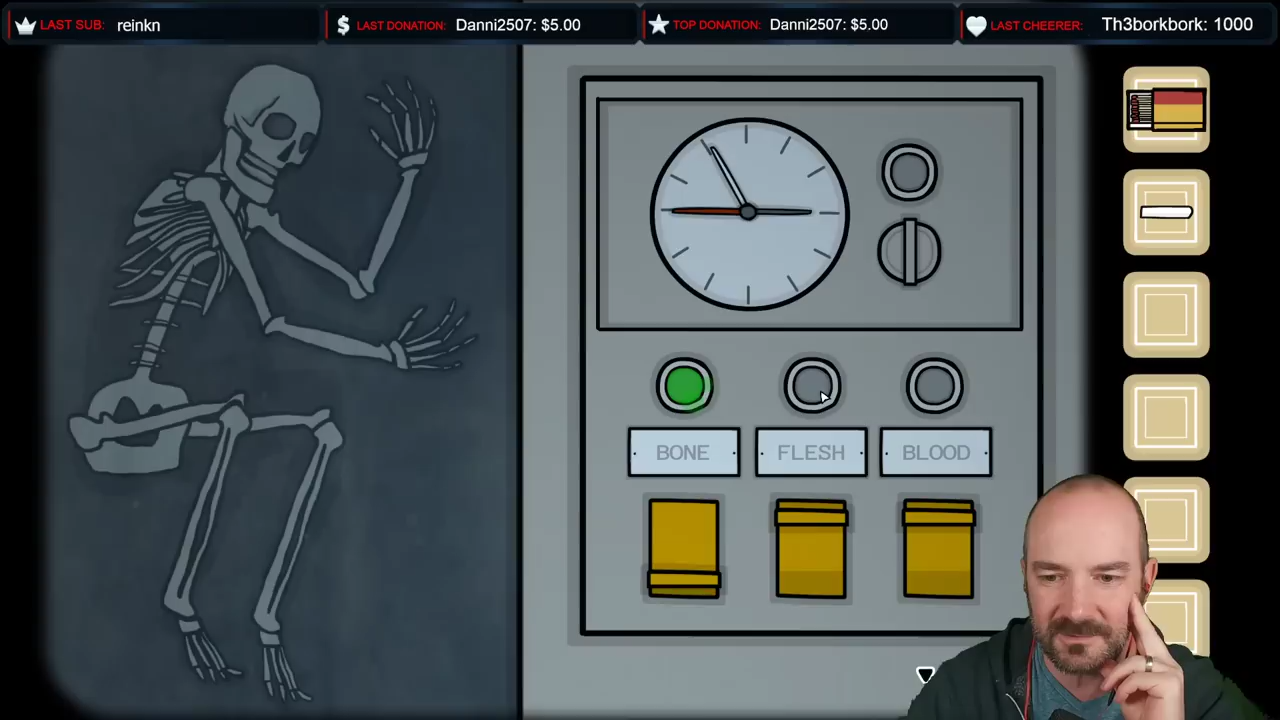 LAST SUB: reinkn
LAST DONATION: Danni2507: $5.00
TOP DONATION: Danni2507: $5.00
LAST CHEERER: Th3borkbork: 1000
BONE FLESH BLOOD